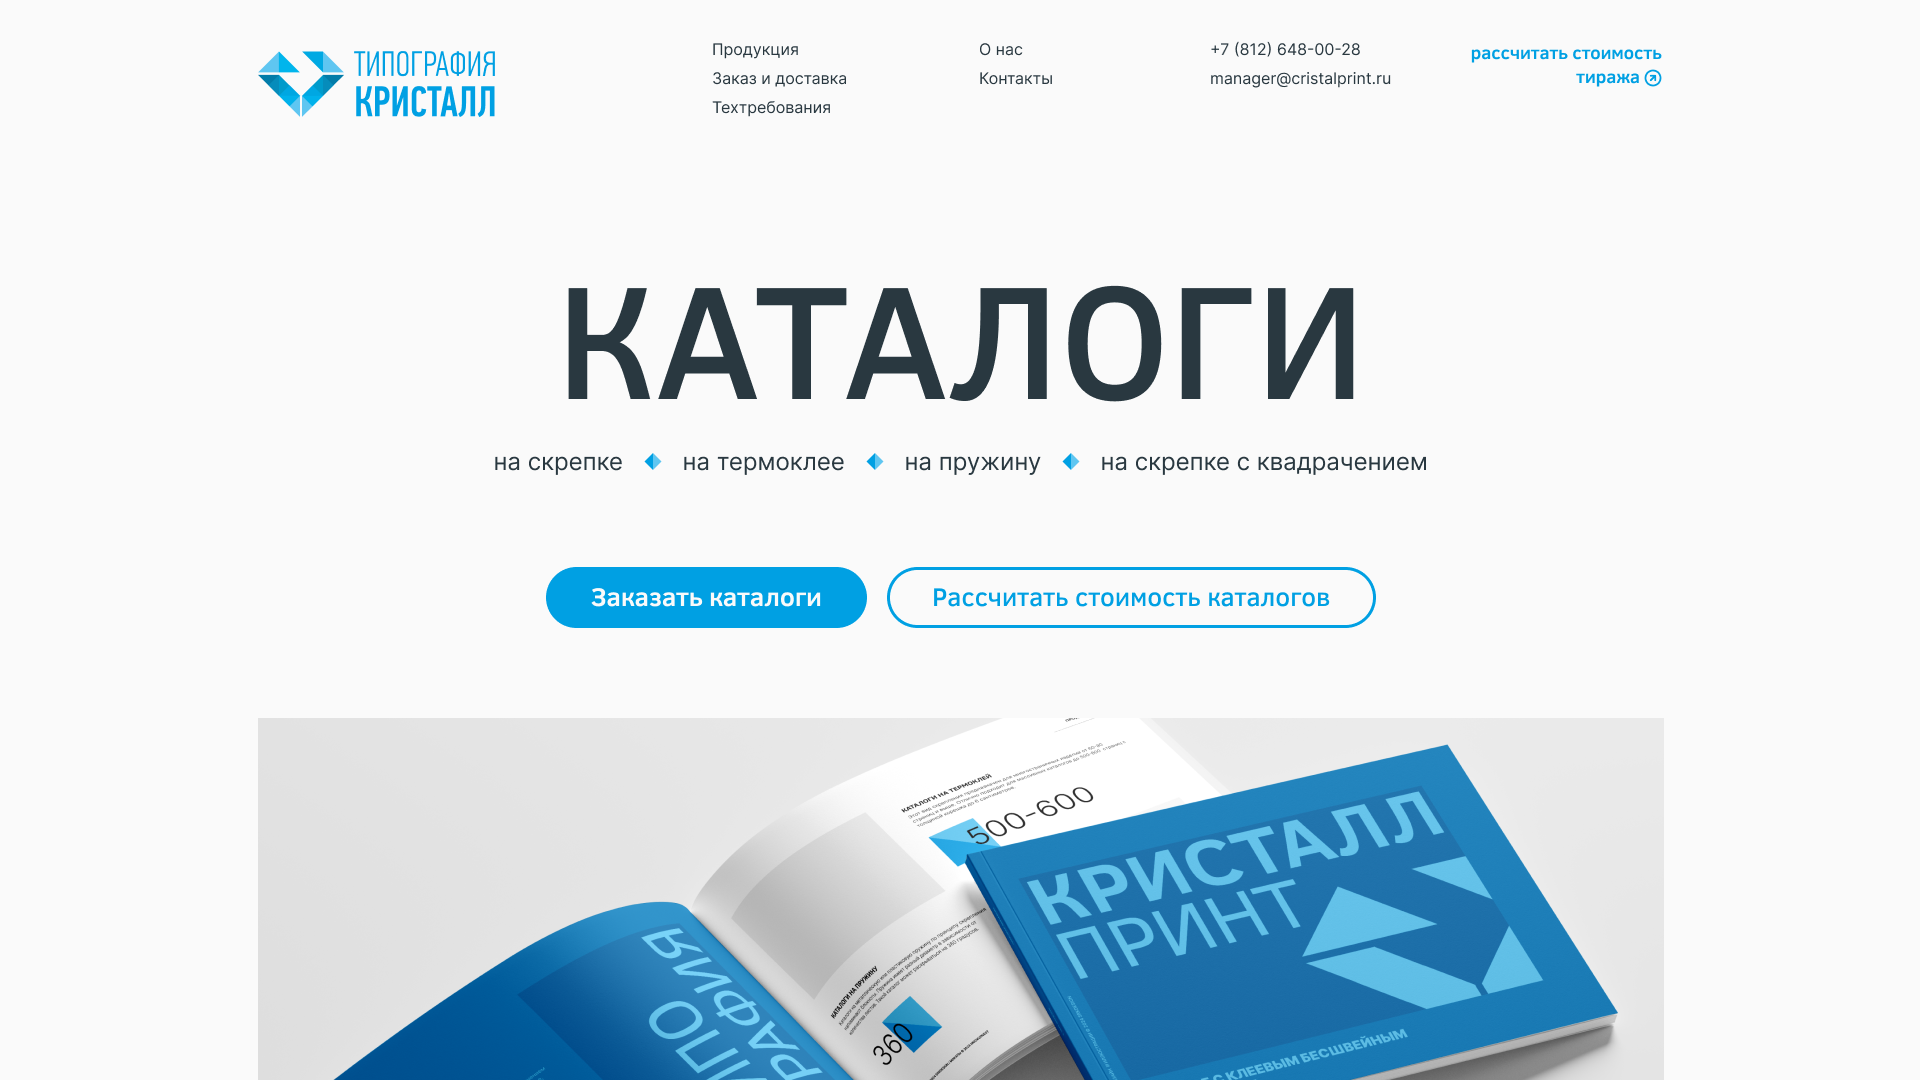 ТИПОГРАФИЯ
КРИСТАЛЛ
Продукция
Заказ и доставка
Техтребования
О нас
Контакты
+7 (812) 648-00-28
manager@cristalprint.ru
рассчитать стоимость
тиража
КАТАЛОГИ
на скрепке
на термоклее
на пружину
на скрепке с квадрачением
Заказать каталоги
Рассчитать стоимость каталогов
КАТАЛОГИ НА ТЕРМОКЛЕЙ
500-600
КАТАЛОГИ НА ПРУЖИНУ
360
КРИСТАЛЛ
ПРИНТ
С КЛЕЕВЫМ БЕСШВЕЙНЫМ